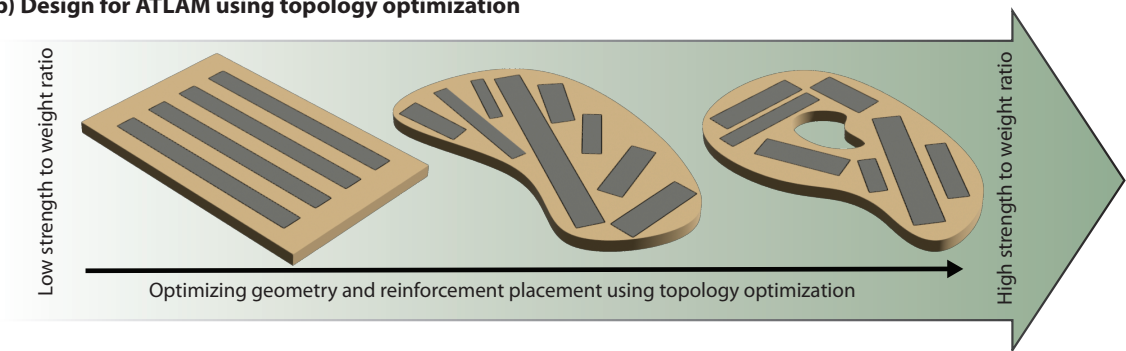 b) Design for ATLAM using topology optimization
Low strength to weight ratio
High strength to weight ratio
Optimizing geometry and reinforcement placement using topology optimization